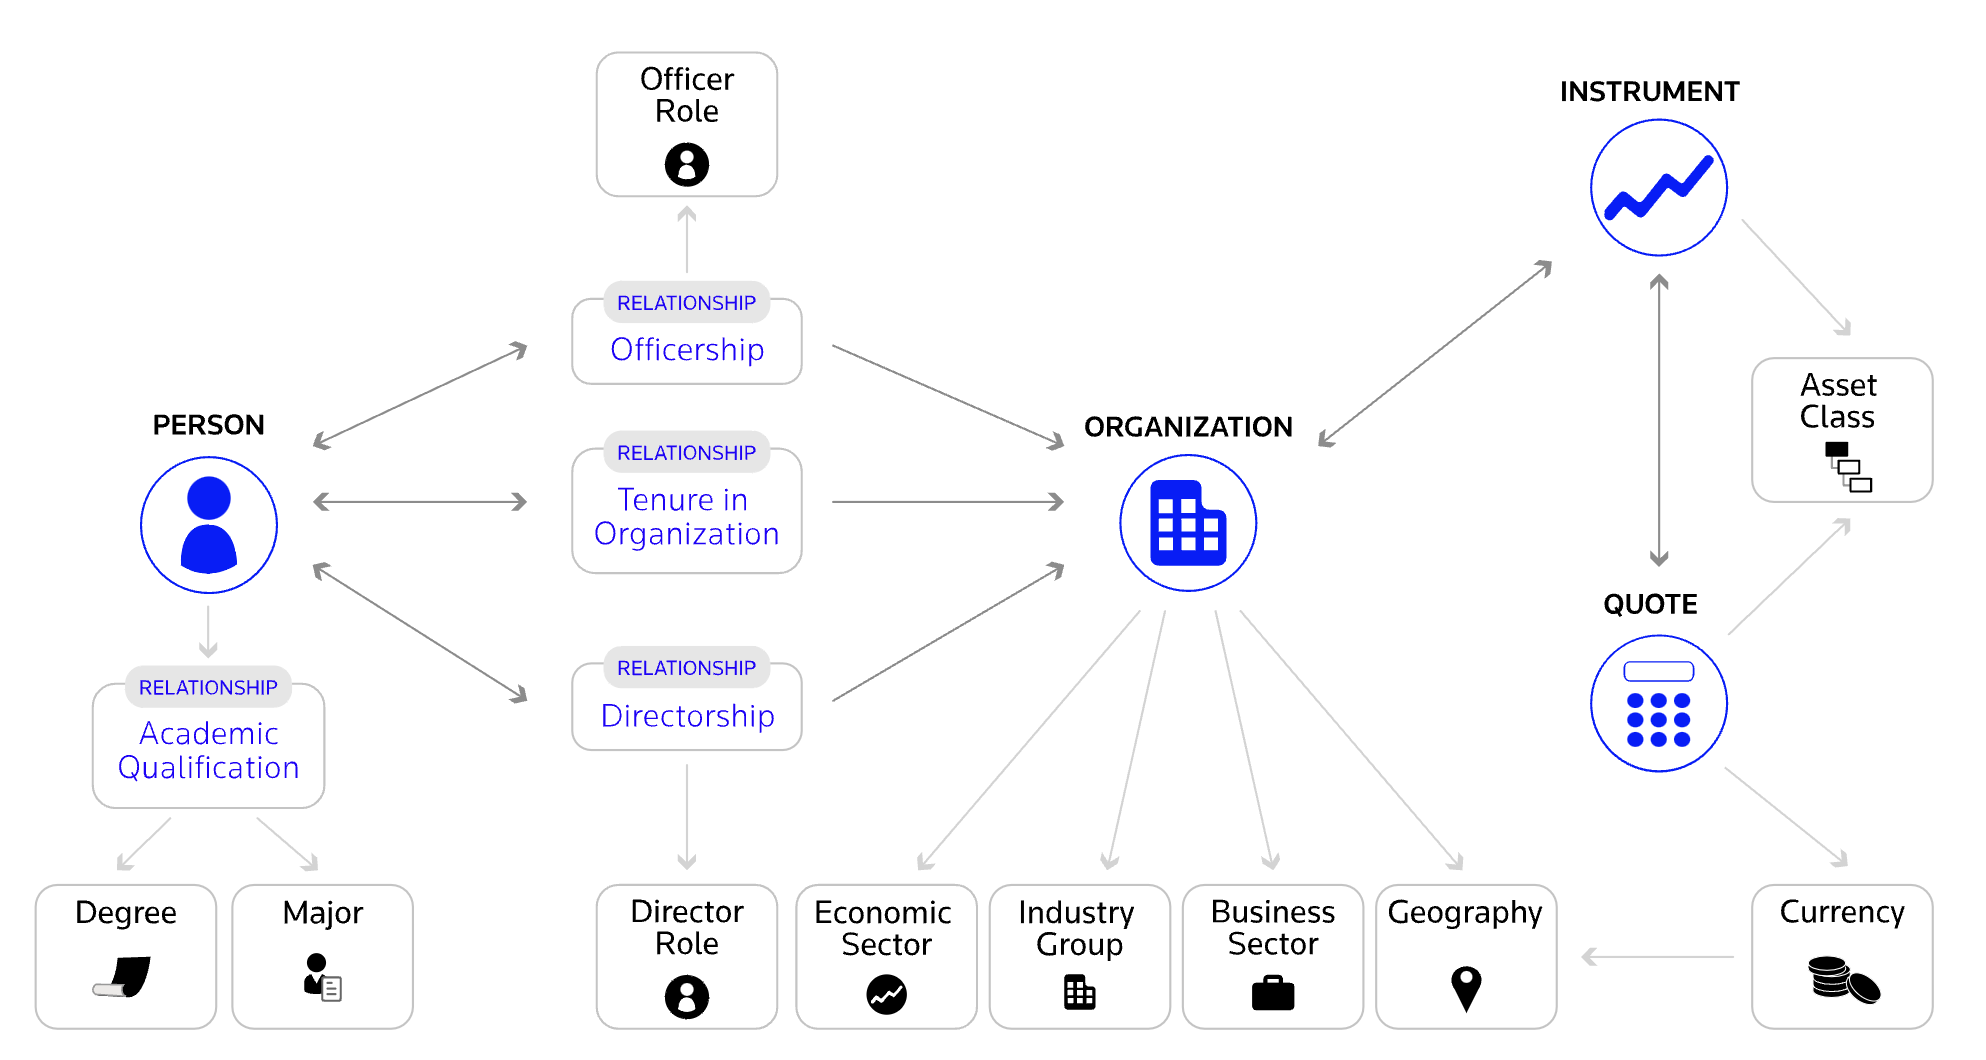 Officer
Role
INSTRUMENT
RELATIONSHIP
Officership
Asset
Class
PERSON
ORGANIZATION
RELATIONSHIP
Tenure in
Organization
QUOTE
RELATIONSHIP
Directorship
RELATIONSHIP
Academic
Qualification
Degree
Major
Director
Role
Economic
Sector
Industry
Group
Business
Sector
Geography
Currency